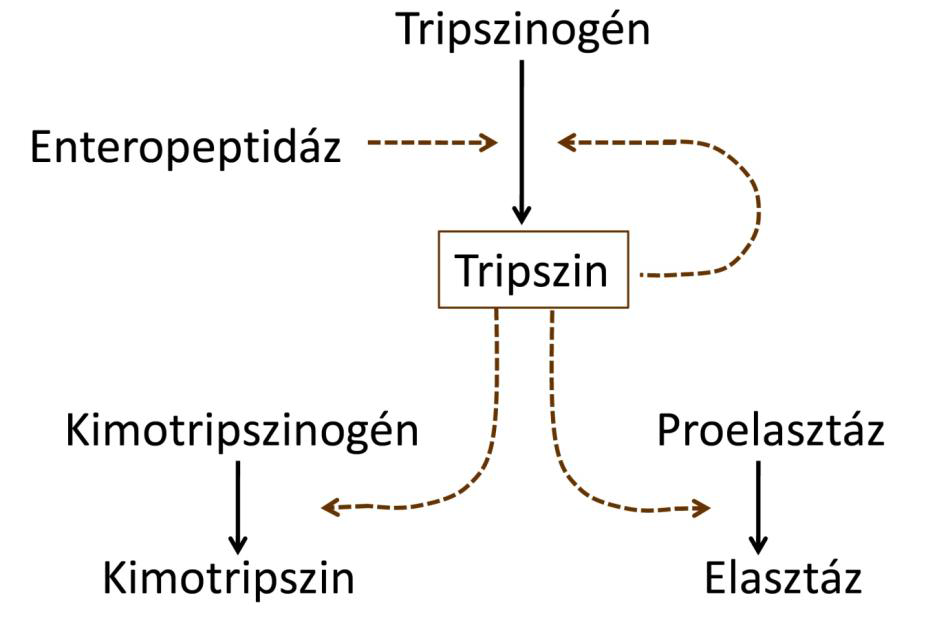 Tripszinogén
Enteropeptidáz
Tripszin
Kimotripszinogén
Proelasztáz
Kimotripszin
Elasztáz